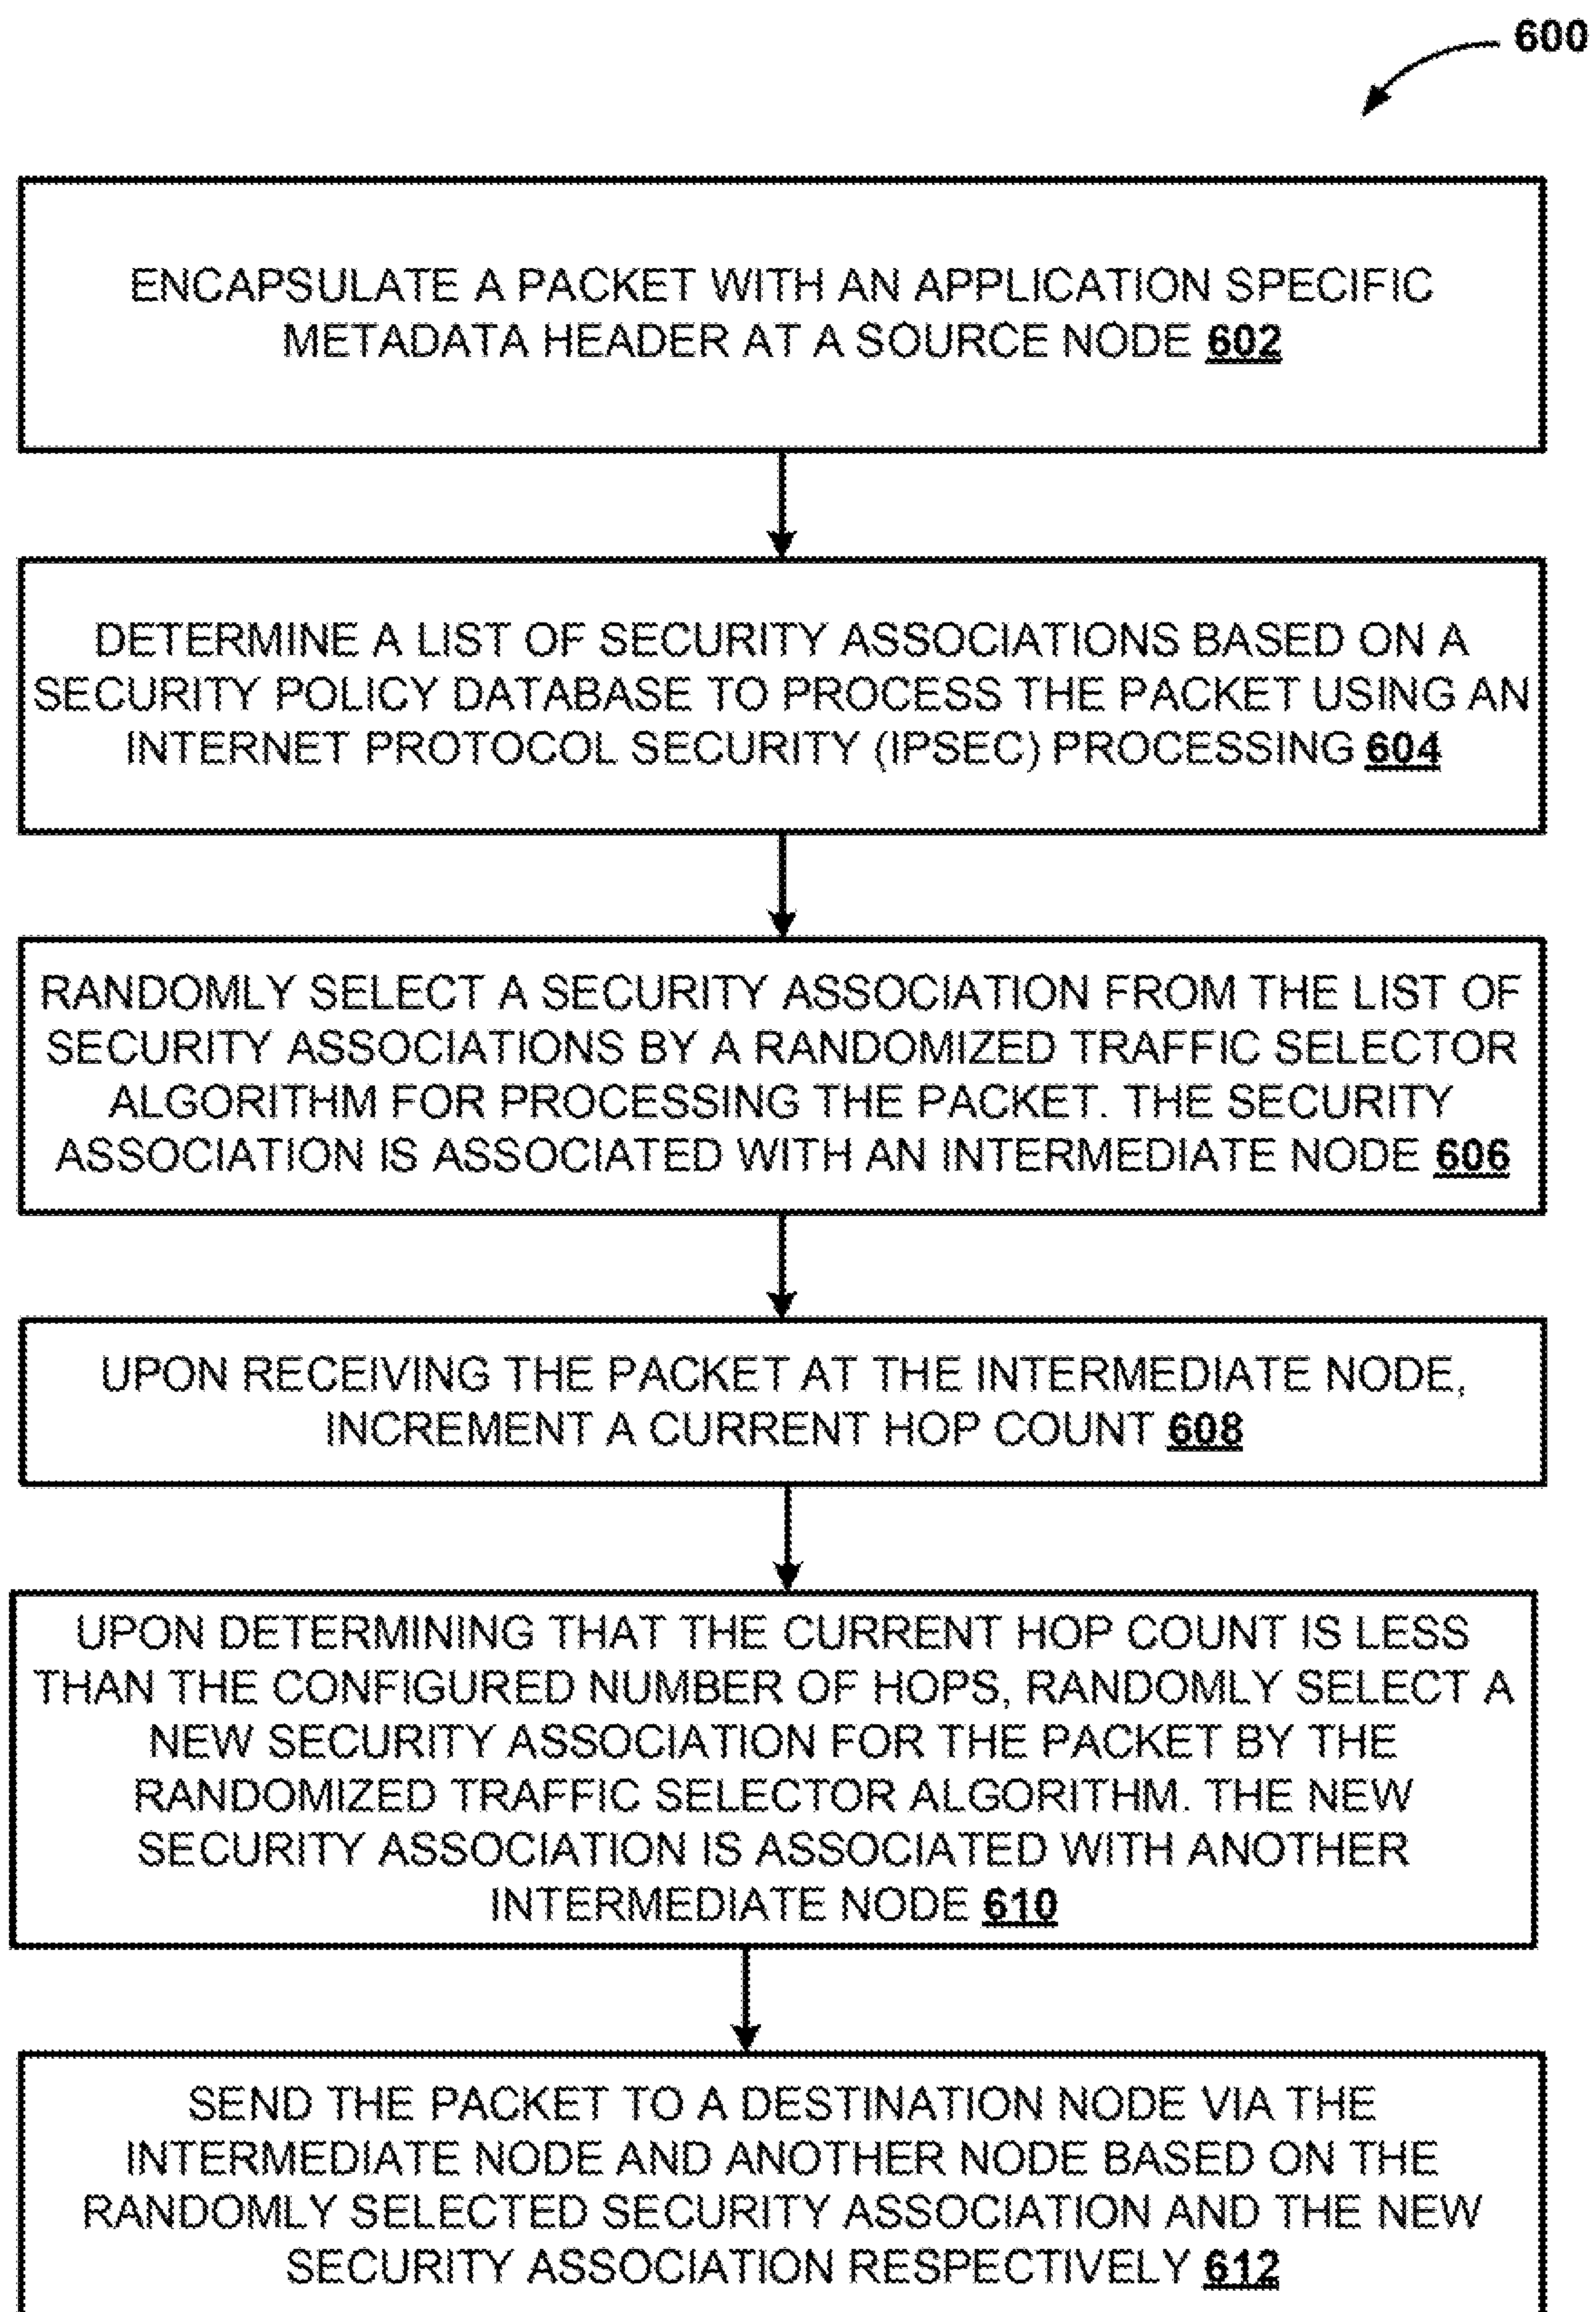 600
ENCAPSULATE A PACKET WITH AN APPLICATION SPECIFIC
METADATA HEADER AT A SOURCE NODE 602
DETERMINE A LIST OF SECURITY ASSOCIATIONS BASED ON A
SECURITY POLICY DATABASE TO PROCESS THE PACKET USING AN
INTERNET PROTOCOL SECURITY (IPSEC) PROCESSING 604
RANDOMLY SELECT A SECURITY ASSOCIATION FROM THE LIST OF
SECURITY ASSOCIATIONS BY A RANDOMIZED TRAFFIC SELECTOR
ALGORITHM FOR PROCESSING THE PACKET. THE SECURITY
ASSOCIATION IS ASSOCIATED WITH AN INTERMEDIATE NODE 606
UPON RECEIVING THE PACKET AT THE INTERMEDIATE NODE,
INCREMENT A CURRENT HOP COUNT 608
UPON DETERMINING THAT THE CURRENT HOP COUNT IS LESS
THAN THE CONFIGURED NUMBER OF HOPS, RANDOMLY SELECT A
NEW SECURITY ASSOCIATION FOR THE PACKET BY THE
RANDOMIZED TRAFFIC SELECTOR ALGORITHM. THE NEW
SECURITY ASSOCIATION IS ASSOCIATED WITH ANOTHER
INTERMEDIATE NODE 610
SEND THE PACKET TO A DESTINATION NODE VIA THE
INTERMEDIATE NODE AND ANOTHER NODE BASED ON THE
RANDOMLY SELECTED SECURITY ASSOCIATION AND THE NEW
SECURITY ASSOCIATION RESPECTIVELY 612